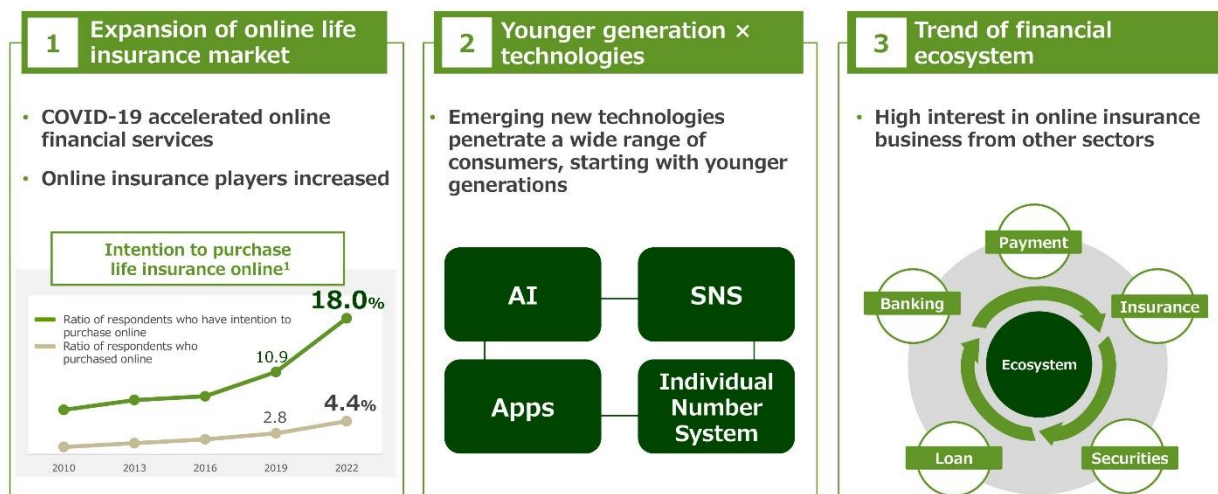 1
Expansion of online life
insurance market
• COVID-19 accelerated online
financial services
• Online insurance players increased
Intention to purchase
life insurance online1
18.0%
Ratio of respondents who have intention to
purchase online
Ratio of respondents who
purchased online
10.9
2.8
4.4%
2010 2013 2016 2019 2022
2
Younger generation ×
technologies
• Emerging new technologies
penetrate a wide range of
consumers, starting with younger
generations
AI
SNS
Apps
Individual
Number
System
3
Trend of financial
ecosystem
• High interest in online insurance
business from other sectors
Payment
Banking
Insurance
Ecosystem
Loan
Securities